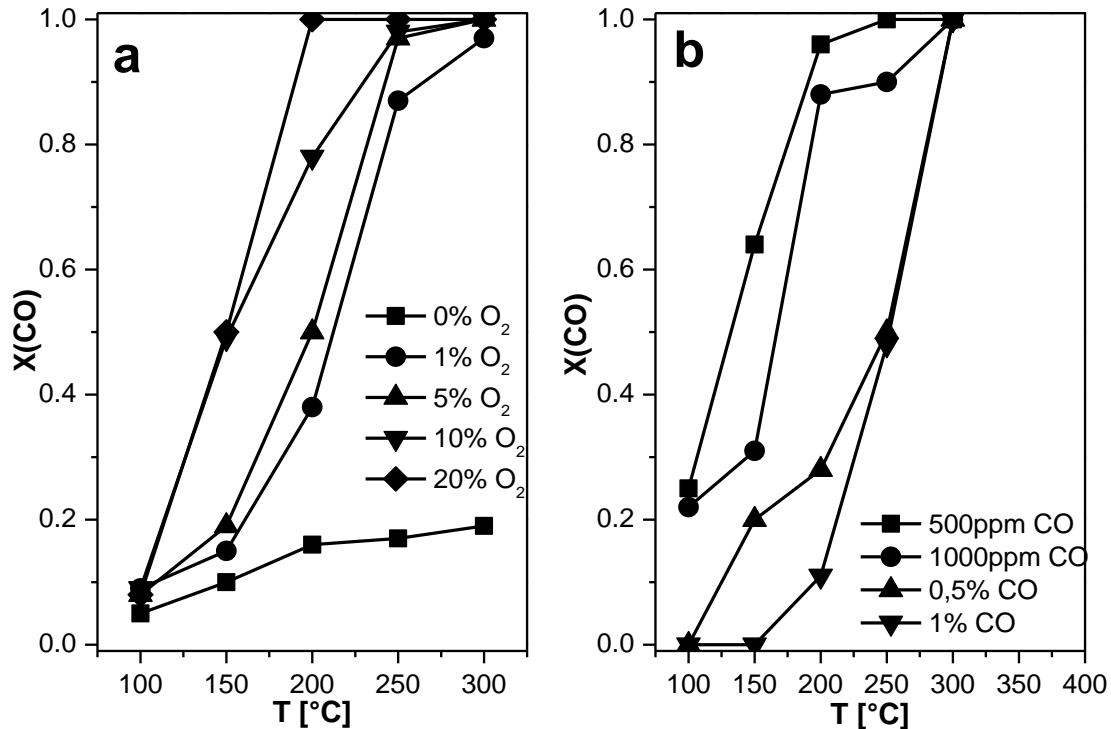 a
1.0
0.8
0.6
0.4
0.2
0.0
X(CO)
0% O₂
1% O₂
5% O₂
10% O₂
20% O₂
100 150 200 250 300
T [°C]
b
1.0
0.8
0.6
0.4
0.2
0.0
X(CO)
500ppm CO
1000ppm CO
0,5% CO
1% CO
100 150 200 250 300 350 400
T [°C]